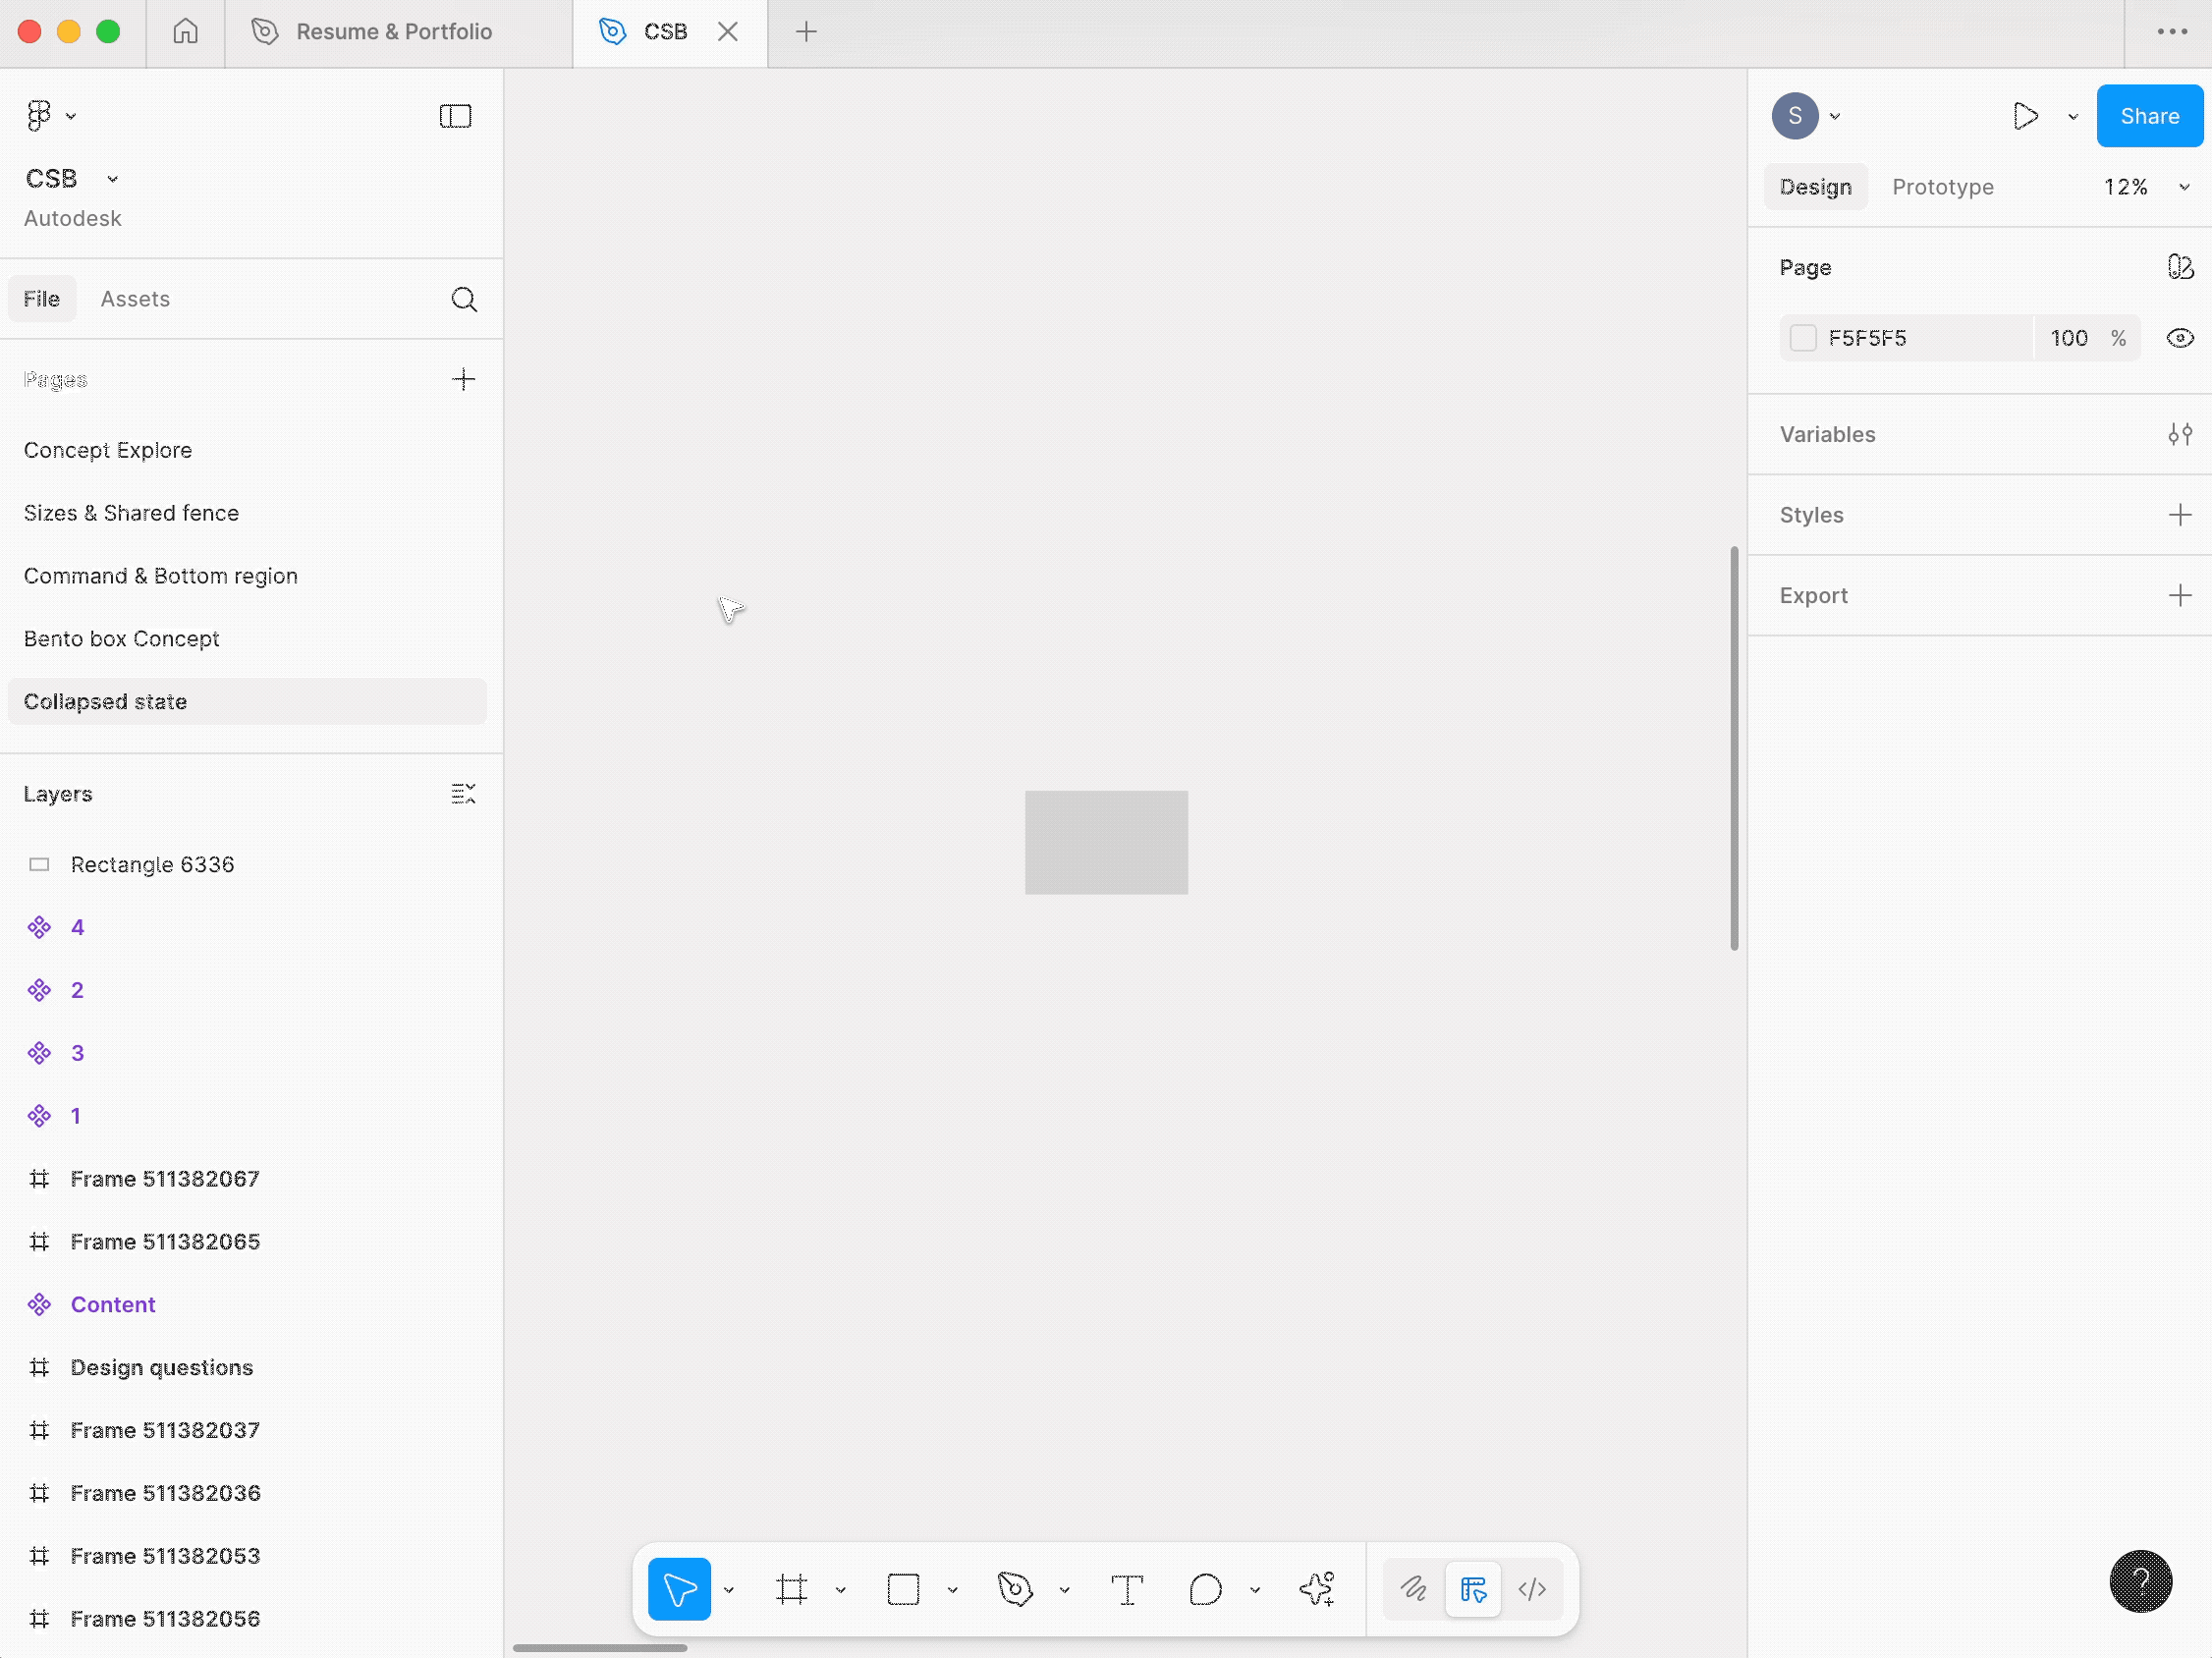 Resume & Portfolio
CSB
CSB
Autodesk
File Assets
Pages
Concept Explore
Sizes & Shared fence
Command & Bottom region
Bento box Concept
Collapsed state
Layers
Rectangle 6336
4
2
3
1
Frame 511382067
Frame 511382065
Content
Design questions
Frame 511382037
Frame 511382036
Frame 511382053
Frame 511382056
S
Share
Design Prototype 12%
Page
F5F5F5 100 %
Variables
Styles
Export
?